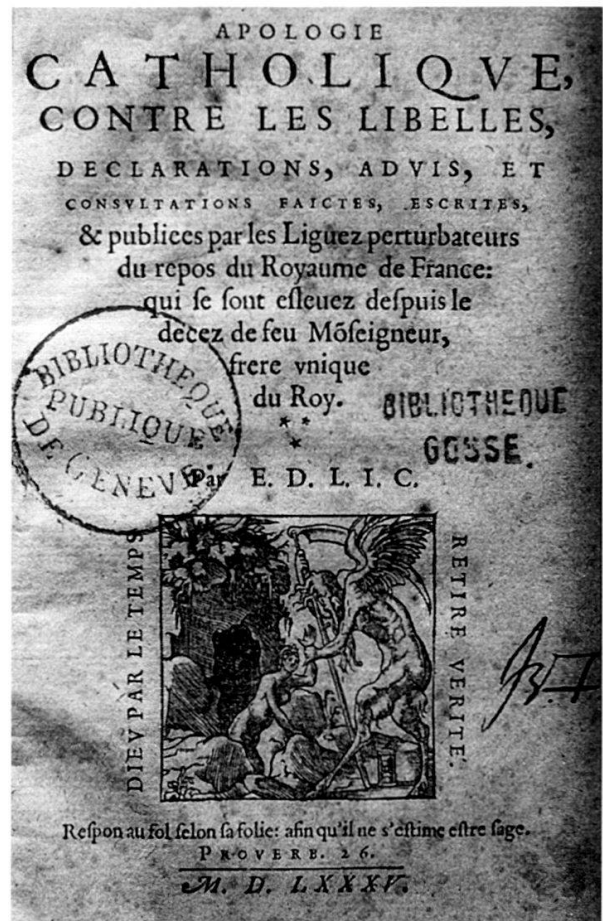 APOLOGIE
CATHOLIQVE,
CONTRE LES LIBELLES,
DECLARATIONS, ADVIS, ET
CONSVLTATIONS FAICTES, ESCRITES,
& publiees par les Liguez perturbateurs
du repos du Royaume de France:
qui ſe ſont eſleuez deſpuis le
decez de feu Mõſeigneur,
frere vnique
du Roy.
BIBLIOTHEQUE
PUBLIQUE
DE GENEVE
BIBLIOTHEQUE
GOSSE.
Par E. D. L. I. C.
DIEV PAR LE TEMPS
RETIRE VERITE.
Reſpon au fol ſelon ſa folie: afin qu'il ne s'eſtime eſtre ſage.
PROVERB. 26.
M. D. LXXXV.